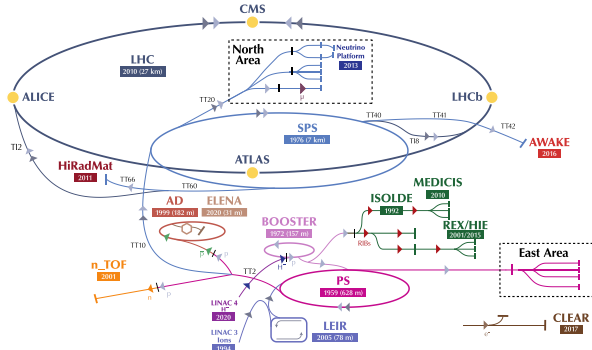 CMS
North
Area
Neutrino
Platform
2013
LHC
2010 (27 km)
μ
ALICE
LHCb
TT20
TT40
TT41
SPS
1976 (7 km)
TT42
TI8
AWAKE
2016
TI2
ATLAS
HiRadMat
2011
TT66
TT60
MEDICIS
2010
ISOLDE
1992
AD
1999 (182 m)
ELENA
2020 (31 m)
BOOSTER
1972 (157 m)
REX/HIE
2001/2015
RIBs
TT10
p
p
H⁻
p
East Area
n_TOF
2001
TT2
PS
1959 (628 m)
n
p
LINAC 4
H⁻
2020
LINAC 3
Ions
1994
LEIR
2005 (78 m)
e⁻
CLEAR
2017